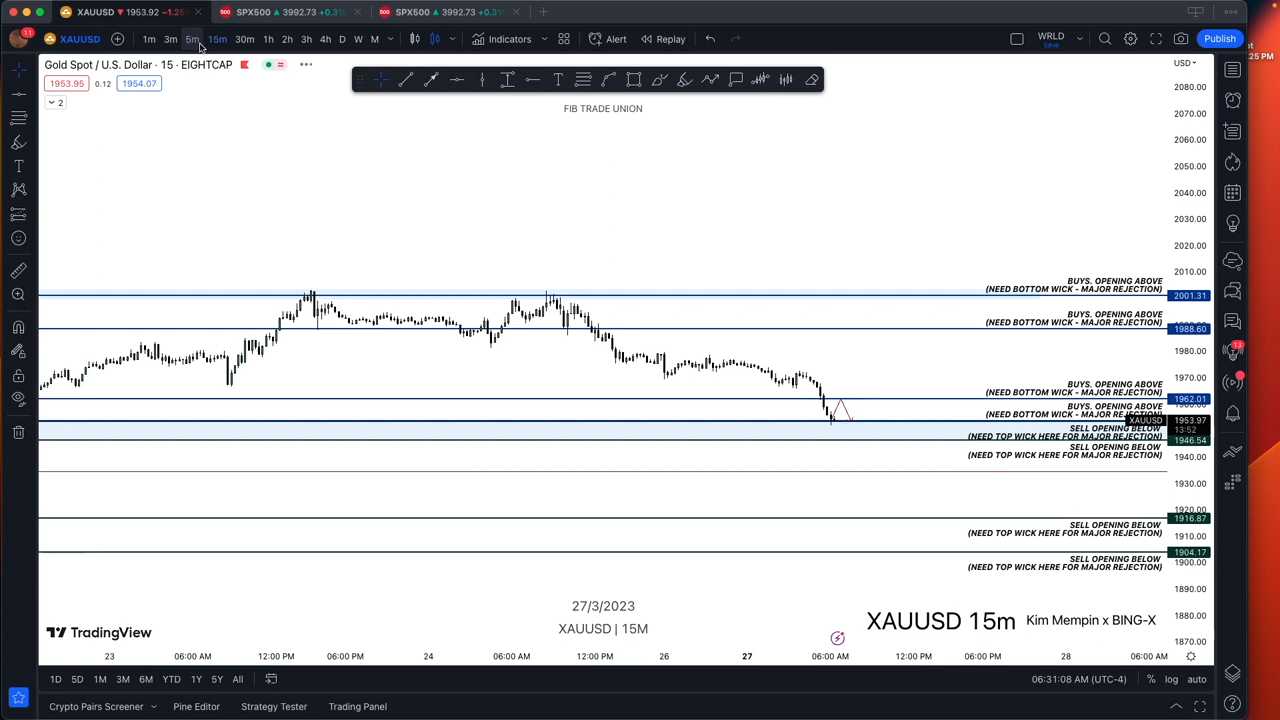 XAUUSD ▼ 1953.92 −1.25%
SPX500 ▲ 3992.73 +0.3%
SPX500 ▲ 3992.73 +0.3%
11
XAUUSD
1m 3m 5m 15m 30m 1h 2h 3h 4h D W M
Indicators
Alert
Replay
WRLD
Save
Publish
Gold Spot / U.S. Dollar · 15 · EIGHTCAP
1953.95 0.12 1954.07
2
FIB TRADE UNION
USD
2080.00
2070.00
2060.00
2050.00
2040.00
2030.00
2020.00
2010.00
BUYS. OPENING ABOVE
(NEED BOTTOM WICK - MAJOR REJECTION)
2001.31
BUYS. OPENING ABOVE
(NEED BOTTOM WICK - MAJOR REJECTION)
1988.60
1980.00
1970.00
BUYS. OPENING ABOVE
(NEED BOTTOM WICK - MAJOR REJECTION)
1962.01
BUYS. OPENING ABOVE
(NEED BOTTOM WICK - MAJOR REJECTION)
XAUUSD 1953.97
13:52
SELL OPENING BELOW
(NEED TOP WICK HERE FOR MAJOR REJECTION)
1946.54
SELL OPENING BELOW
(NEED TOP WICK HERE FOR MAJOR REJECTION)
1940.00
1930.00
1920.00
1916.87
SELL OPENING BELOW
(NEED TOP WICK HERE FOR MAJOR REJECTION)
1910.00
1904.17
SELL OPENING BELOW
(NEED TOP WICK HERE FOR MAJOR REJECTION)
1900.00
1890.00
1880.00
1870.00
13
27/3/2023
XAUUSD | 15M
XAUUSD 15m Kim Mempin x BING-X
TradingView
23 06:00 AM 12:00 PM 06:00 PM 24 06:00 AM 12:00 PM 26 06:00 PM 27 06:00 AM 12:00 PM 06:00 PM 28 06:00 AM
1D 5D 1M 3M 6M YTD 1Y 5Y All
06:31:08 AM (UTC-4) % log auto
Crypto Pairs Screener Pine Editor Strategy Tester Trading Panel